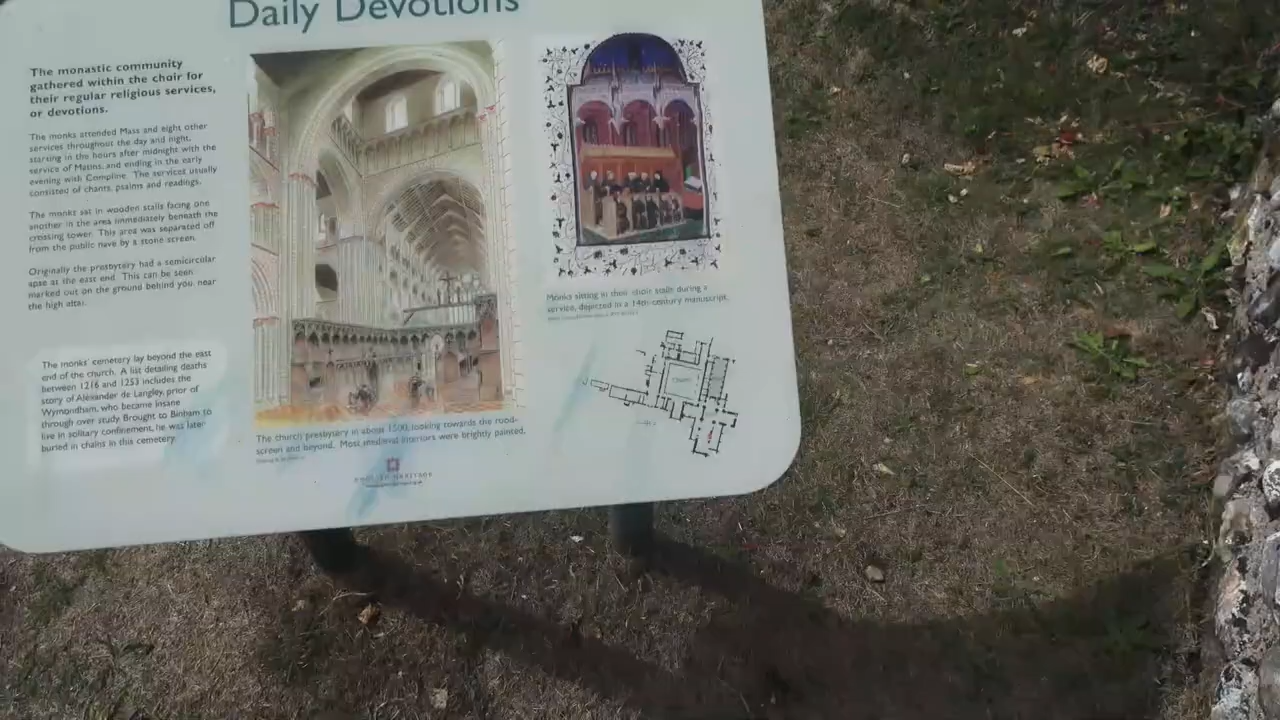 Daily Devotions
The monastic community
gathered within the choir for
their regular religious services,
or devotions.
The monks attended Mass and eight other
services throughout the day and night,
starting in the hours after midnight with the
service of Matins, and ending in the early
evening with Compline. The services usually
consisted of chants, psalms and readings.
The monks sat in wooden stalls facing one
another in the area immediately beneath the
crossing tower. This area was separated off
from the public nave by a stone screen.
Originally the presbytery had a semicircular
apse at the east end. This can be seen
marked out on the ground behind you near
the high altar.
The monks' cemetery lay beyond the east
end of the church. A list detailing deaths
between 1216 and 1253 includes the
story of Alexander de Langley, prior of
Wymondham, who became insane
through over study. Brought to Binham to
live in solitary confinement, he was later
buried in chains in this cemetery.
The church presbytery in about 1500, looking towards the rood-
screen and beyond. Most medieval interiors were brightly painted.
Monks sitting in their choir stalls during a
service, depicted in a 14th-century manuscript.
ENGLISH HERITAGE